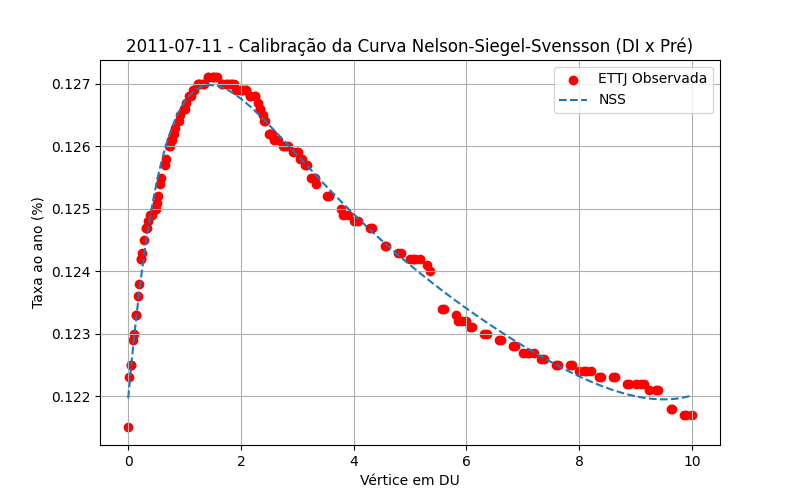 2011-07-11 - Calibração da Curva Nelson-Siegel-Svensson (DI x Pré)
ETTJ Observada
NSS
0.127
0.126
0.125
0.124
0.123
0.122
Taxa ao ano (%)
0 2 4 6 8 10
Vértice em DU